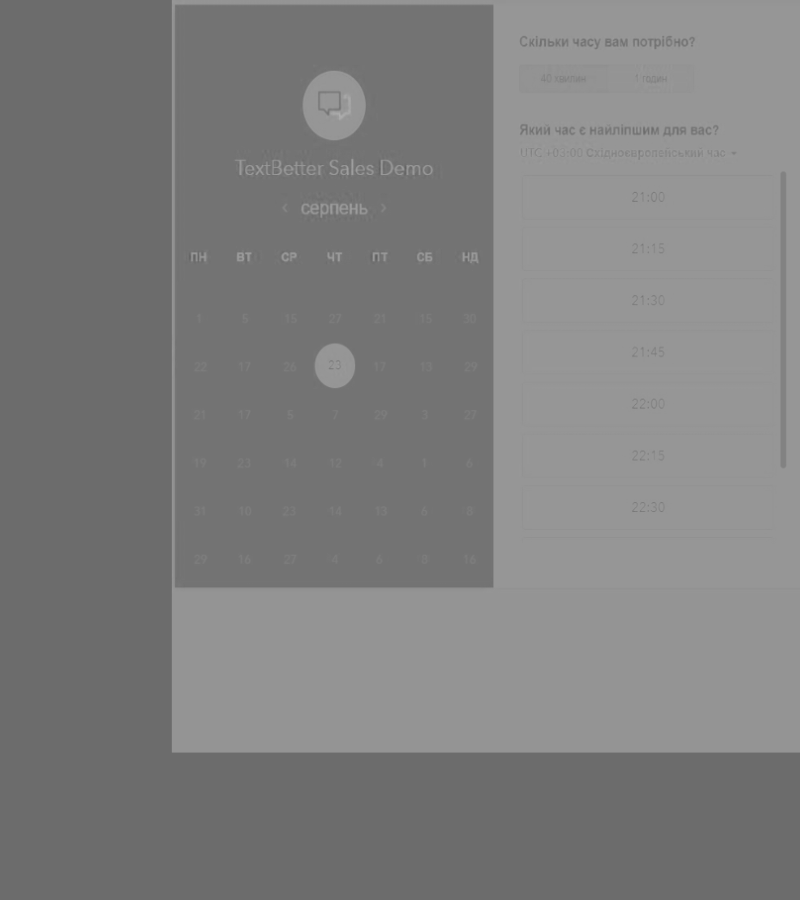 TextBetter Sales Demo
‹ серпень ›
ПН ВТ СР ЧТ ПТ СБ НД
1 5 15 27 21 15 30
22 17 26 23 17 13 29
21 17 5 7 29 3 27
19 23 14 12 4 1 6
31 10 23 14 13 6 8
29 16 27 4 6 8 16
Скільки часу вам потрібно?
40 хвилин 1 годин
Який час є найліпшим для вас?
UTC +03:00 Східноєвропейський час
21:00
21:15
21:30
21:45
22:00
22:15
22:30